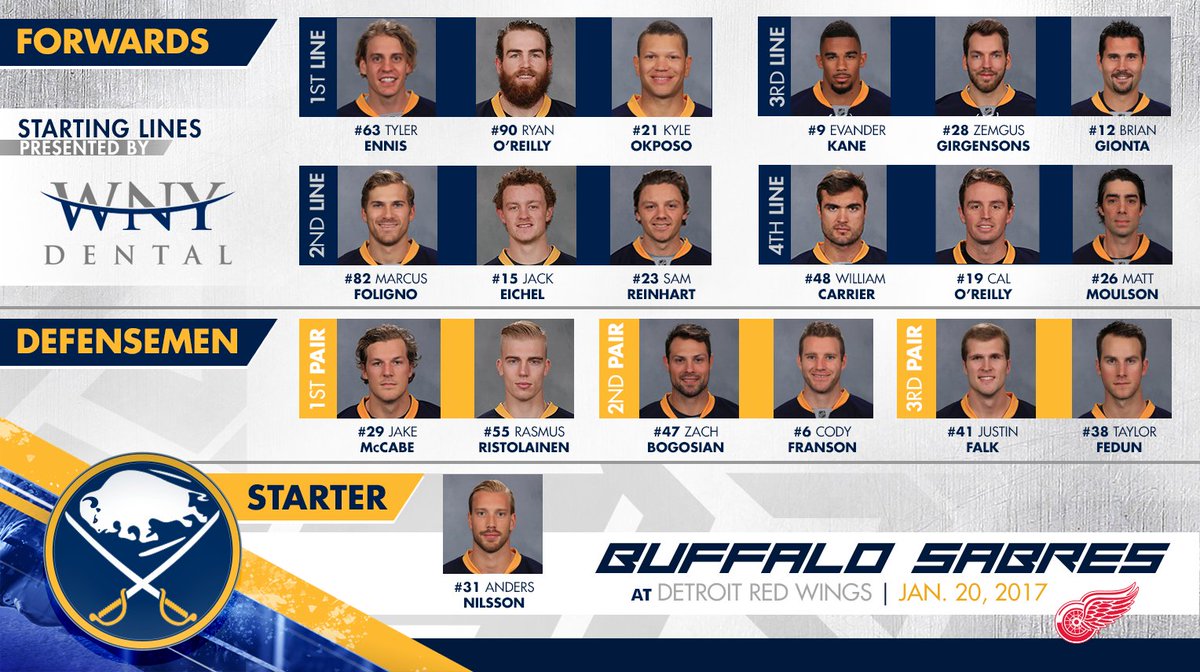 FORWARDS
STARTING LINES
PRESENTED BY
WNY
DENTAL
1ST LINE
#63 TYLER
ENNIS
#90 RYAN
O'REILLY
#21 KYLE
OKPOSO
3RD LINE
#9 EVANDER
KANE
#28 ZEMGUS
GIRGENSONS
#12 BRIAN
GIONTA
2ND LINE
#82 MARCUS
FOLIGNO
#15 JACK
EICHEL
#23 SAM
REINHART
4TH LINE
#48 WILLIAM
CARRIER
#19 CAL
O'REILLY
#26 MATT
MOULSON
DEFENSEMEN
1ST PAIR
#29 JAKE
McCABE
#55 RASMUS
RISTOLAINEN
2ND PAIR
#47 ZACH
BOGOSIAN
#6 CODY
FRANSON
3RD PAIR
#41 JUSTIN
FALK
#38 TAYLOR
FEDUN
STARTER
#31 ANDERS
NILSSON
BUFFALO SABRES
AT DETROIT RED WINGS | JAN. 20, 2017